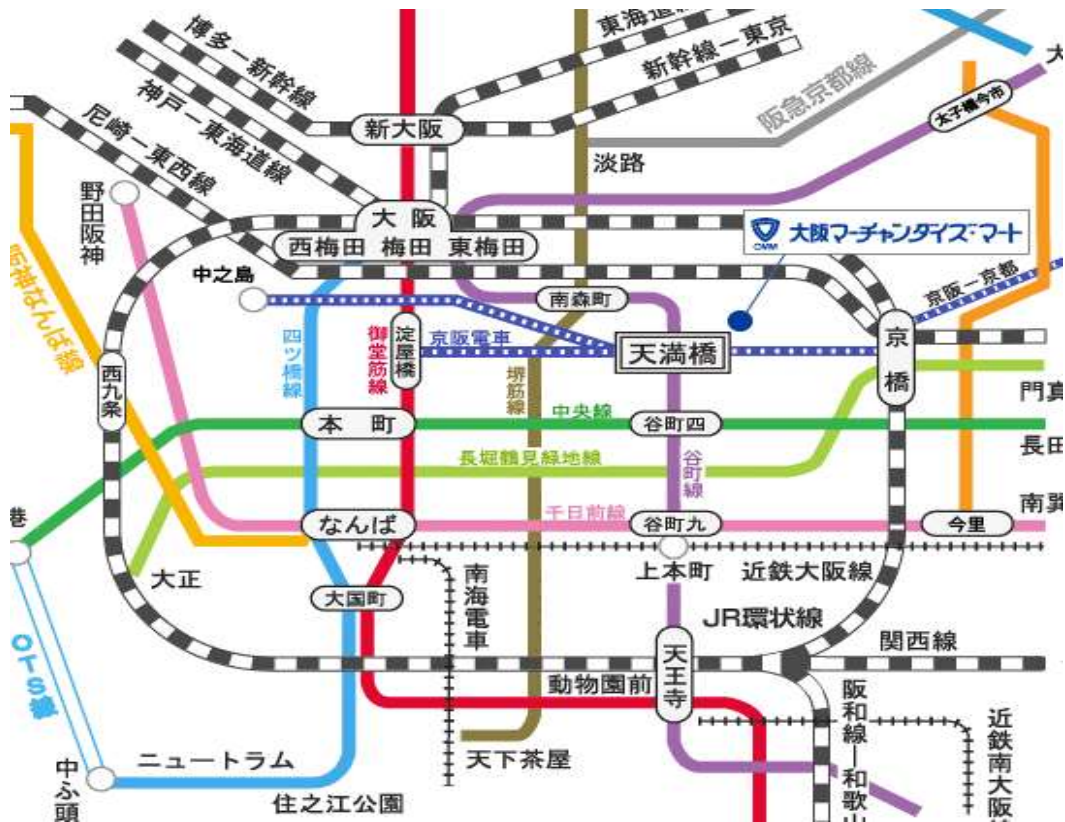 博多ー新幹線
神戸ー東海道線
尼崎ー東西線
新幹線ー東京
阪急京都線
新大阪
淡路
太子橋今市
野田阪神
大阪
西梅田 梅田 東梅田
大阪マーチャンダイズ・マート
OMM
中之島
南森町
京阪ー京都
京阪電車
四ツ橋線
御堂筋線
淀屋橋
堺筋線
天満橋
京橋
西九条
本町
中央線
谷町四
長田
長堀鶴見緑地線
谷町線
なんば
千日前線
谷町九
今里
南巽
大正
大国町
南海電車
上本町
近鉄大阪線
JR環状線
関西線
OTS線
動物園前
天王寺
阪和線ー和歌山
近鉄南大阪
天下茶屋
ニュートラム
中ふ頭
住之江公園